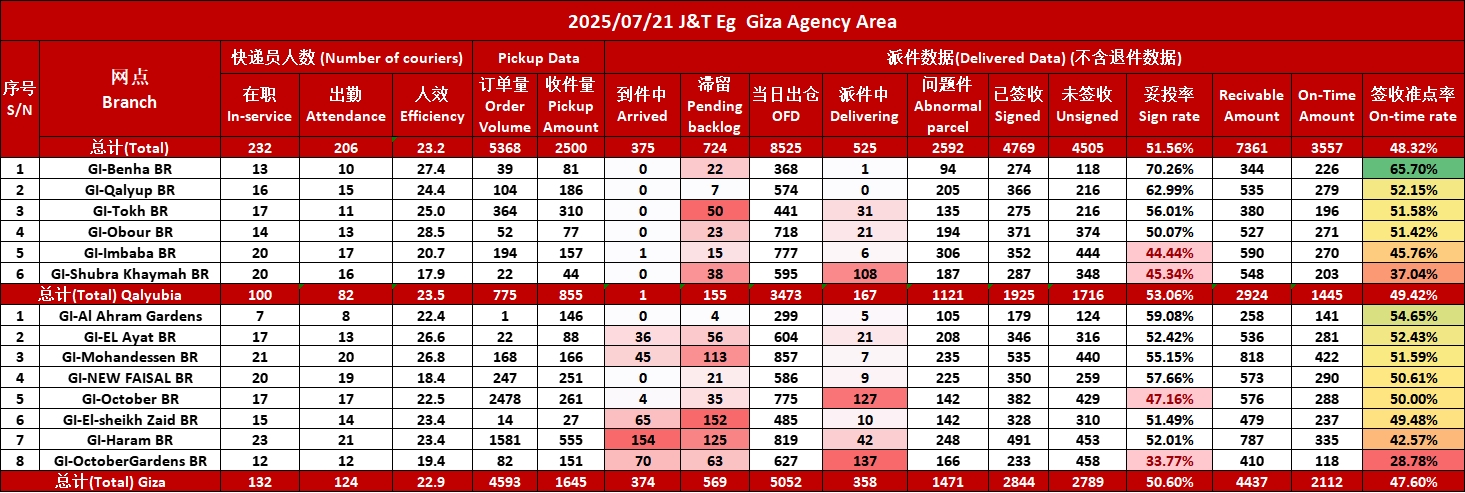 2025/07/21 J&T Eg Giza Agency Area
序号 S/N 网点 Branch 快递员人数 (Number of couriers) Pickup Data 派件数据(Delivered Data) (不含退件数据)
在职 In-service 出勤 Attendance 人效 Efficiency 订单量 Order Volume 收件量 Pickup Amount 到件中 Arrived 滞留 Pending backlog 当日出仓 OFD 派件中 Delivering 问题件 Abnormal parcel 已签收 Signed 未签收 Unsigned 妥投率 Sign rate Recivable Amount On-Time Amount 签收准点率 On-time rate
总计(Total) 232 206 23.2 5368 2500 375 724 8525 525 2592 4769 4505 51.56% 7361 3557 48.32%
1 GI-Benha BR 13 10 27.4 39 81 0 22 368 1 94 274 118 70.26% 344 226 65.70%
2 GI-Qalyup BR 16 15 24.4 104 186 0 7 574 0 205 366 216 62.99% 535 279 52.15%
3 GI-Tokh BR 17 11 25.0 364 310 0 50 441 31 135 275 216 56.01% 380 196 51.58%
4 GI-Obour BR 14 13 28.5 52 77 0 23 718 21 194 371 374 50.07% 527 271 51.42%
5 GI-Imbaba BR 20 17 20.7 194 157 1 15 777 6 306 352 444 44.44% 590 270 45.76%
6 GI-Shubra Khaymah BR 20 16 17.9 22 44 0 38 595 108 187 287 348 45.34% 548 203 37.04%
总计(Total) Qalyubia 100 82 23.5 775 855 1 155 3473 167 1121 1925 1716 53.06% 2924 1445 49.42%
1 GI-Al Ahram Gardens 7 8 22.4 1 146 0 4 299 5 105 179 124 59.08% 258 141 54.65%
2 GI-EL Ayat BR 17 13 26.6 22 88 36 56 604 21 208 346 316 52.42% 536 281 52.43%
3 GI-Mohandessen BR 21 20 26.8 168 166 45 113 857 7 235 535 440 55.15% 818 422 51.59%
4 GI-NEW FAISAL BR 20 19 18.4 247 251 0 21 586 9 225 350 259 57.66% 573 290 50.61%
5 GI-October BR 17 17 22.5 2478 261 4 35 775 127 142 382 429 47.16% 576 288 50.00%
6 GI-El-sheikh Zaid BR 15 14 23.4 14 27 65 152 485 10 142 328 310 51.49% 479 237 49.48%
7 GI-Haram BR 23 21 23.4 1581 555 154 125 819 42 248 491 453 52.01% 787 335 42.57%
8 GI-OctoberGardens BR 12 12 19.4 82 151 70 63 627 137 166 233 458 33.77% 410 118 28.78%
总计(Total) Giza 132 124 22.9 4593 1645 374 569 5052 358 1471 2844 2789 50.60% 4437 2112 47.60%